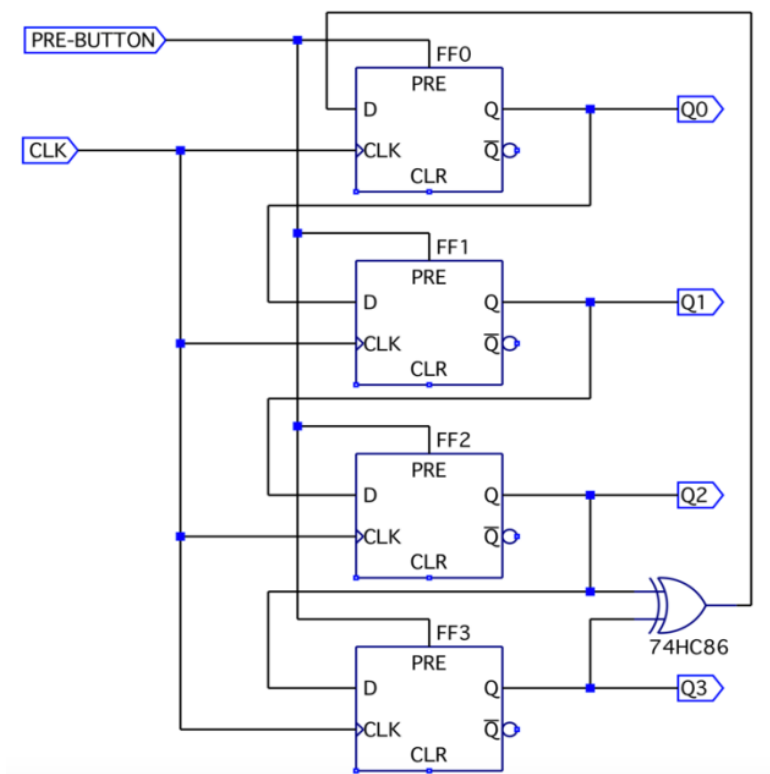 PRE-BUTTON
FF0
PRE
D
Q
Q0
CLK
CLK
Q̅
CLR
FF1
PRE
D
Q
Q1
CLK
Q̅
CLR
FF2
PRE
D
Q
Q2
CLK
Q̅
CLR
FF3
74HC86
PRE
D
Q
Q3
CLK
Q̅
CLR